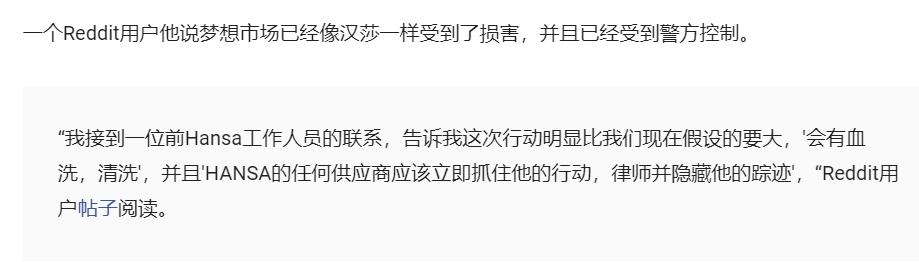 一个Reddit用户他说梦想市场已经像汉莎一样受到了损害，并且已经受到警方控制。
“我接到一位前Hansa工作人员的联系，告诉我这次行动明显比我们现在假设的要大，'会有血
洗，清洗'，并且'HANSA的任何供应商应该立即抓住他的行动，律师并隐藏他的踪迹'，“Reddit用
户帖子阅读。